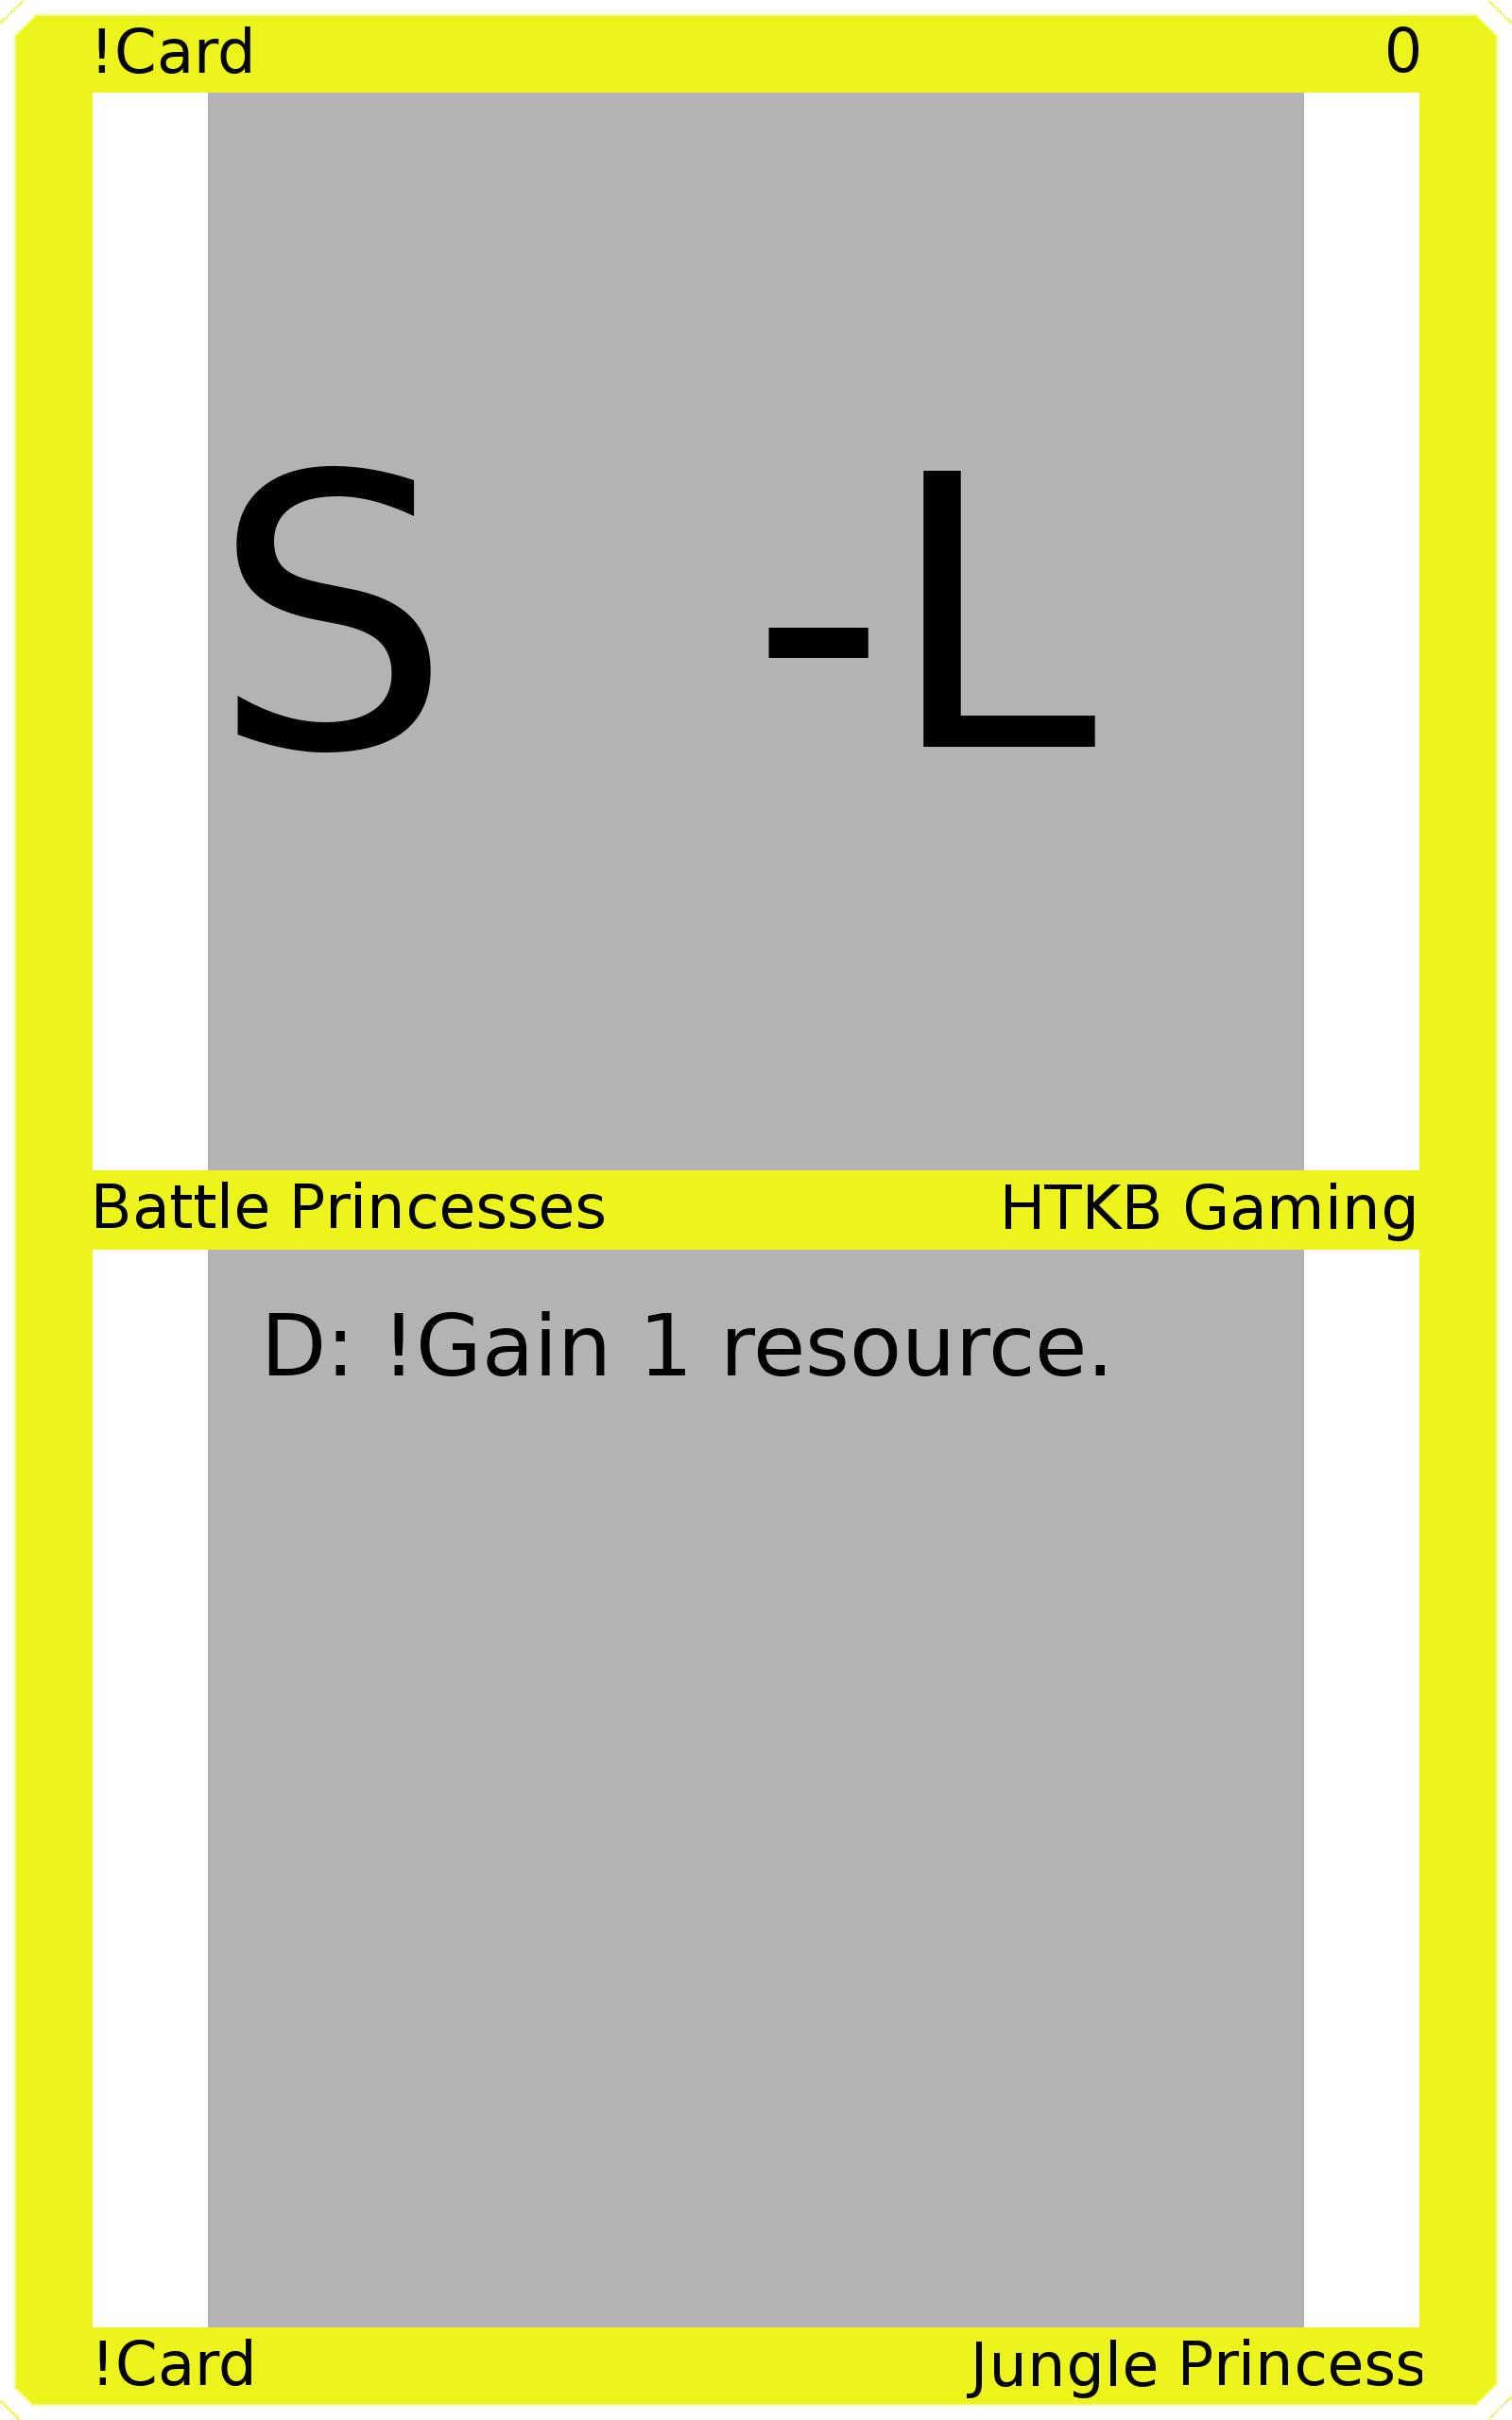 !Card 0
S -L
Battle Princesses HTKB Gaming
D: !Gain 1 resource.
!Card Jungle Princess